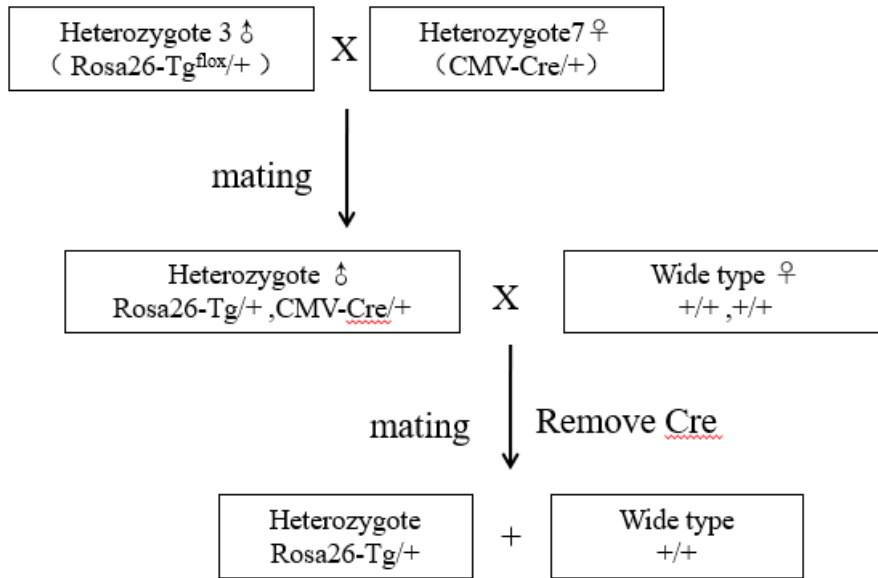 Heterozygote 3 ♂
( Rosa26-Tgflox/+ )
X
Heterozygote7 ♀
(CMV-Cre/+)
mating
Heterozygote ♂
Rosa26-Tg/+ ,CMV-Cre/+
X
Wide type ♀
+/+ ,+/+
mating
Remove Cre
Heterozygote
Rosa26-Tg/+
+
Wide type
+/+